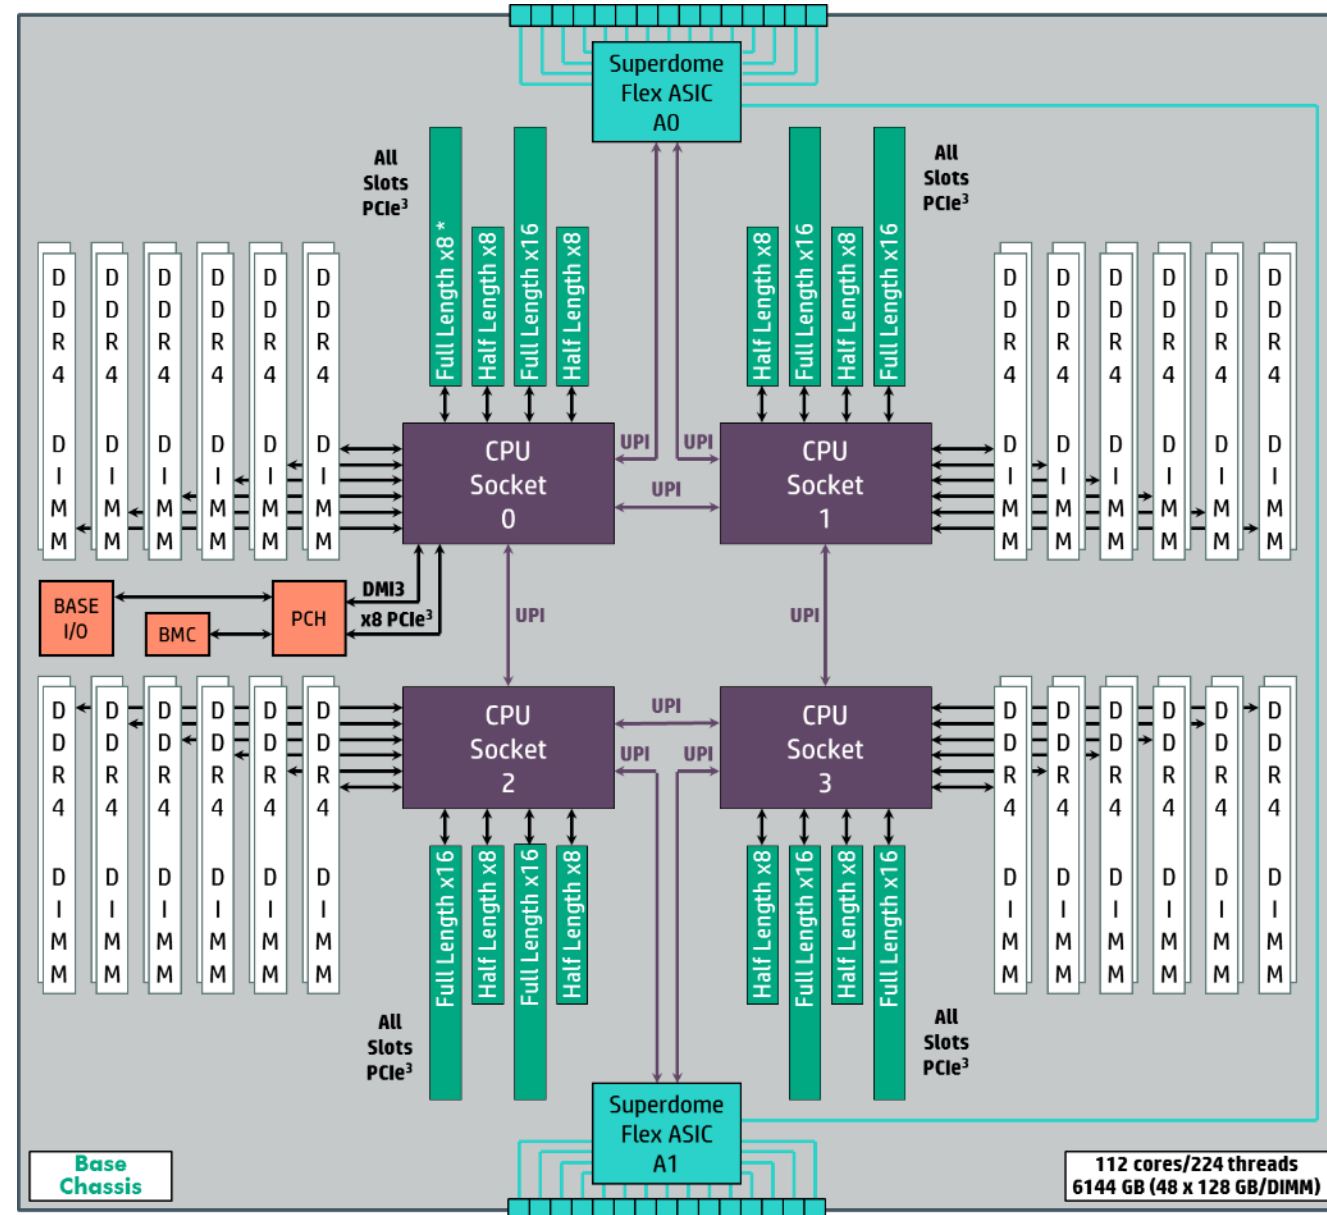 Superdome
Flex ASIC
A0
All
Slots
PCIe³
Full Length x8 *
Half Length x8
Full Length x16
Half Length x8
Half Length x8
Full Length x16
Half Length x8
Full Length x16
All
Slots
PCIe³
DDR4 DIMM
DDR4 DIMM
DDR4 DIMM
DDR4 DIMM
DDR4 DIMM
DDR4 DIMM
CPU
Socket
0
UPI
UPI
UPI
CPU
Socket
1
DDR4 DIMM
DDR4 DIMM
DDR4 DIMM
DDR4 DIMM
DDR4 DIMM
DDR4 DIMM
BASE
I/O
BMC
PCH
DMI3
x8 PCIe³
UPI
UPI
DDR4 DIMM
DDR4 DIMM
DDR4 DIMM
DDR4 DIMM
DDR4 DIMM
DDR4 DIMM
CPU
Socket
2
UPI
UPI
UPI
CPU
Socket
3
DDR4 DIMM
DDR4 DIMM
DDR4 DIMM
DDR4 DIMM
DDR4 DIMM
DDR4 DIMM
Full Length x16
Half Length x8
Full Length x16
Half Length x8
Half Length x8
Full Length x16
Half Length x8
Full Length x16
All
Slots
PCIe³
All
Slots
PCIe³
Superdome
Flex ASIC
A1
Base
Chassis
112 cores/224 threads
6144 GB (48 x 128 GB/DIMM)